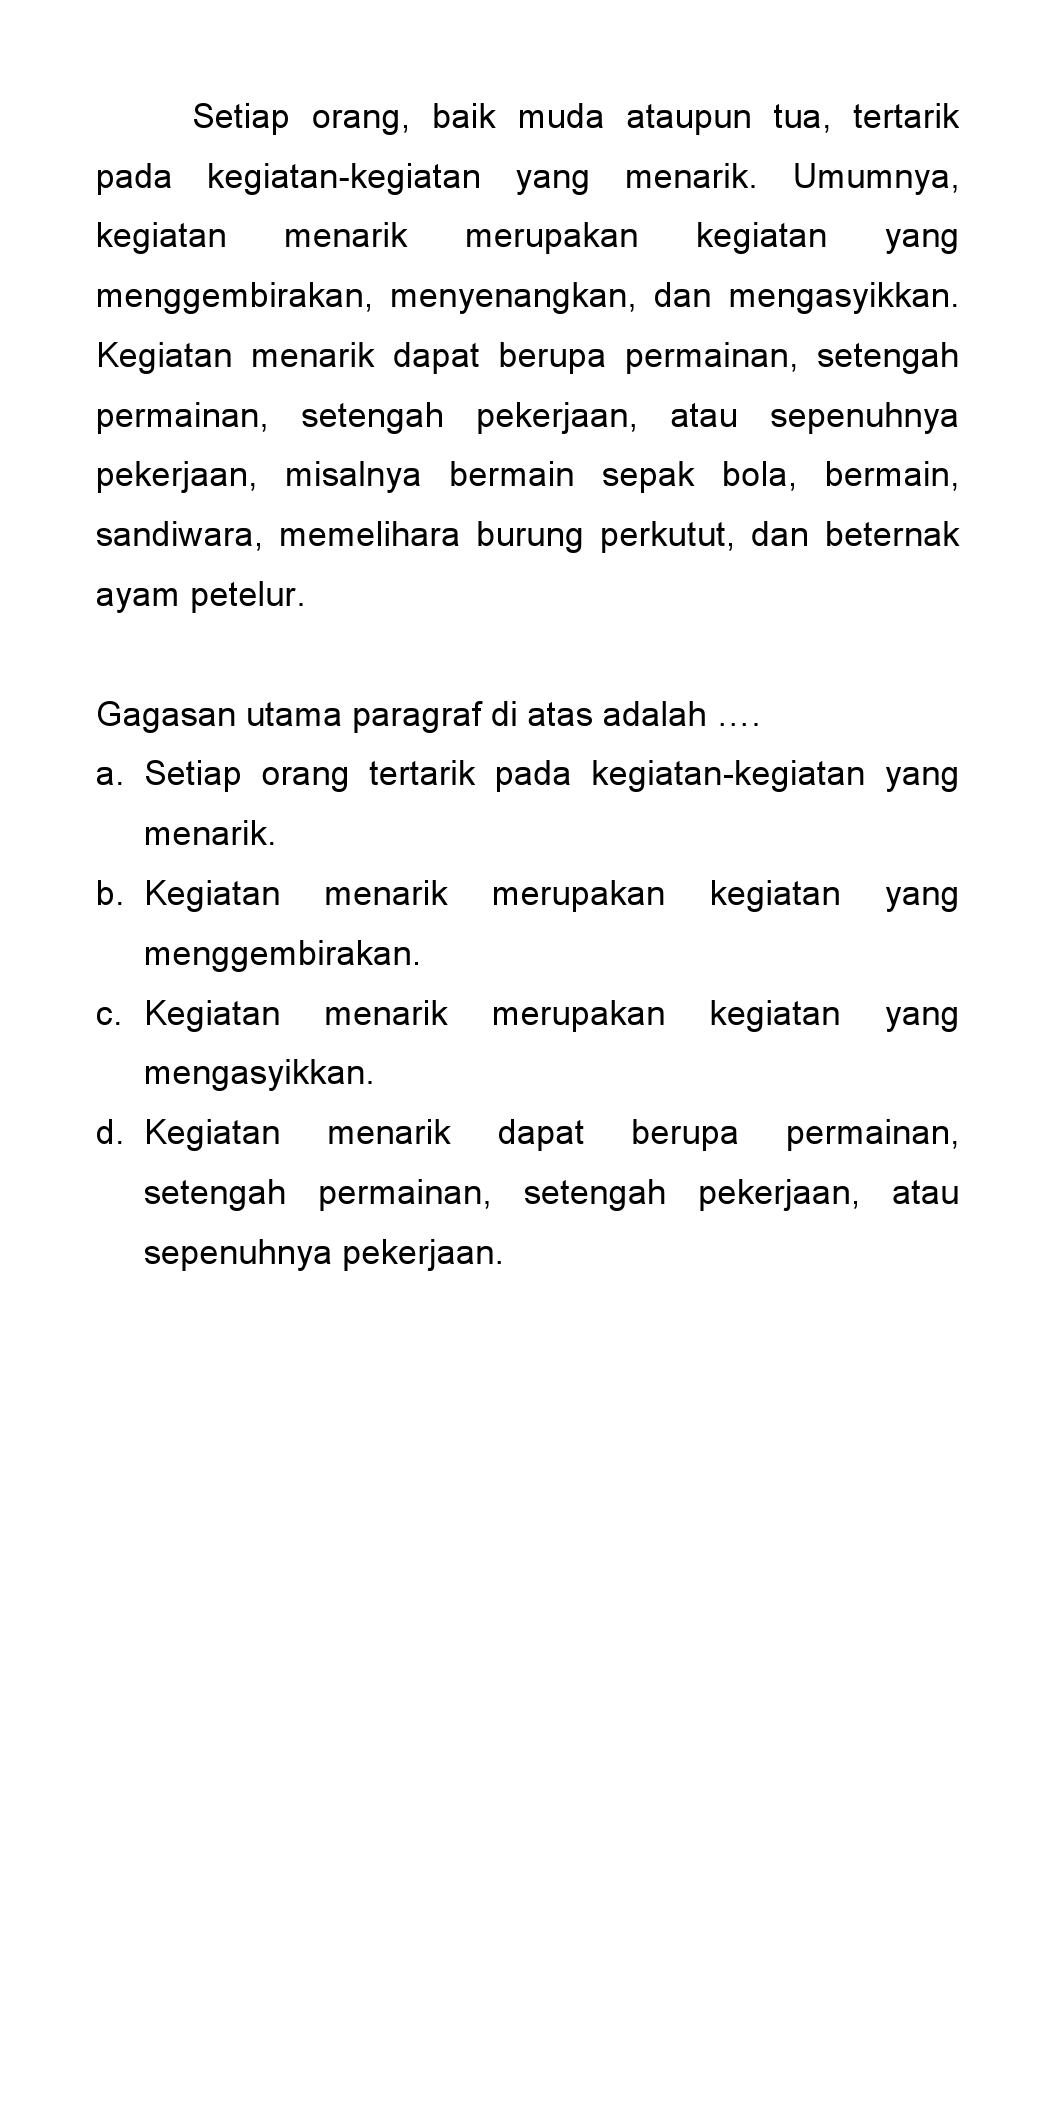 Setiap orang, baik muda ataupun tua, tertarik
pada kegiatan-kegiatan yang menarik. Umumnya,
kegiatan menarik merupakan kegiatan yang
menggembirakan, menyenangkan, dan mengasyikkan.
Kegiatan menarik dapat berupa permainan, setengah
permainan, setengah pekerjaan, atau sepenuhnya
pekerjaan, misalnya bermain sepak bola, bermain,
sandiwara, memelihara burung perkutut, dan beternak
ayam petelur.
Gagasan utama paragraf di atas adalah ….
a. Setiap orang tertarik pada kegiatan-kegiatan yang
menarik.
b. Kegiatan menarik merupakan kegiatan yang
menggembirakan.
c. Kegiatan menarik merupakan kegiatan yang
mengasyikkan.
d. Kegiatan menarik dapat berupa permainan,
setengah permainan, setengah pekerjaan, atau
sepenuhnya pekerjaan.